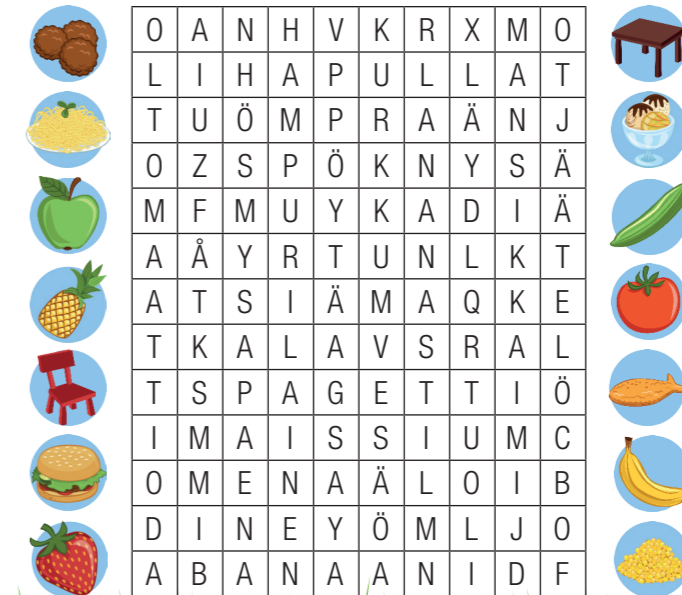 O A N H V K R X M O
L I H A P U L L A T
T U Ö M P R A Ä N J
O Z S P Ö K N Y S Ä
M F M U Y K A D I Ä
A Å Y R T U N L K T
A T S I Ä M A Q K E
T K A L A V S R A L
T S P A G E T T I Ö
I M A I S S I U M C
O M E N A Ä L O I B
D I N E Y Ö M L J O
A B A N A A N I D F